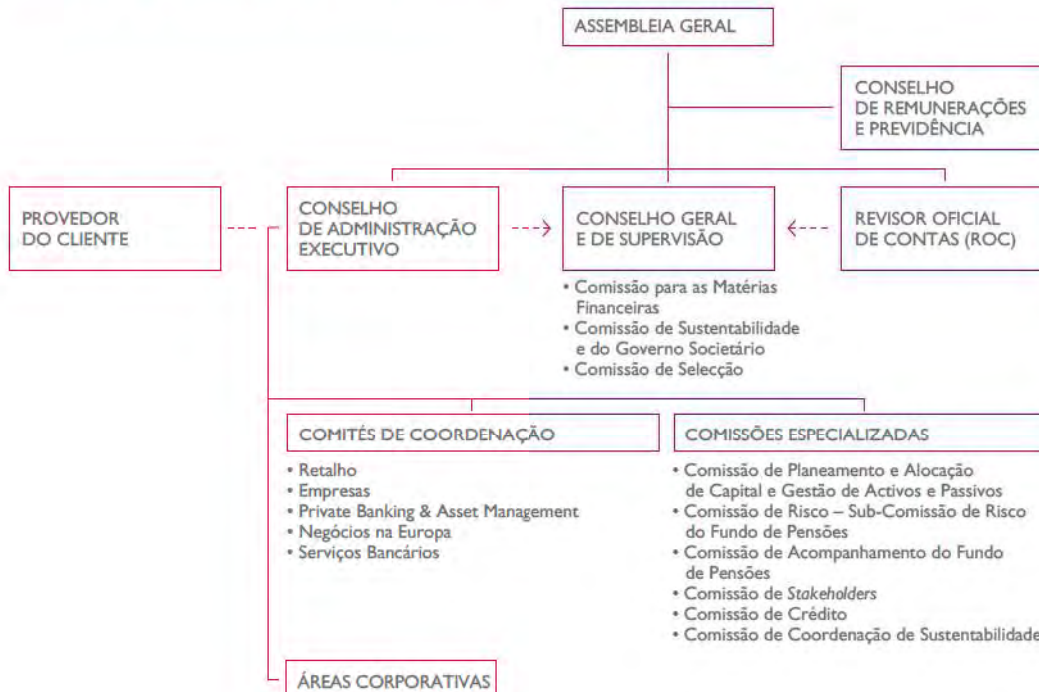 ASSEMBLEIA GERAL
CONSELHO
DE REMUNERAÇÕES
E PREVIDÊNCIA
PROVEDOR
DO CLIENTE
CONSELHO
DE ADMINISTRAÇÃO
EXECUTIVO
CONSELHO GERAL
E DE SUPERVISÃO
REVISOR OFICIAL
DE CONTAS (ROC)
• Comissão para as Matérias
Financeiras
• Comissão de Sustentabilidade
e do Governo Societário
• Comissão de Selecção
COMITÉS DE COORDENAÇÃO
• Retalho
• Empresas
• Private Banking & Asset Management
• Negócios na Europa
• Serviços Bancários
COMISSÕES ESPECIALIZADAS
• Comissão de Planeamento e Alocação
de Capital e Gestão de Activos e Passivos
• Comissão de Risco – Sub-Comissão de Risco
do Fundo de Pensões
• Comissão de Acompanhamento do Fundo
de Pensões
• Comissão de Stakeholders
• Comissão de Crédito
• Comissão de Coordenação de Sustentabilidade
ÁREAS CORPORATIVAS